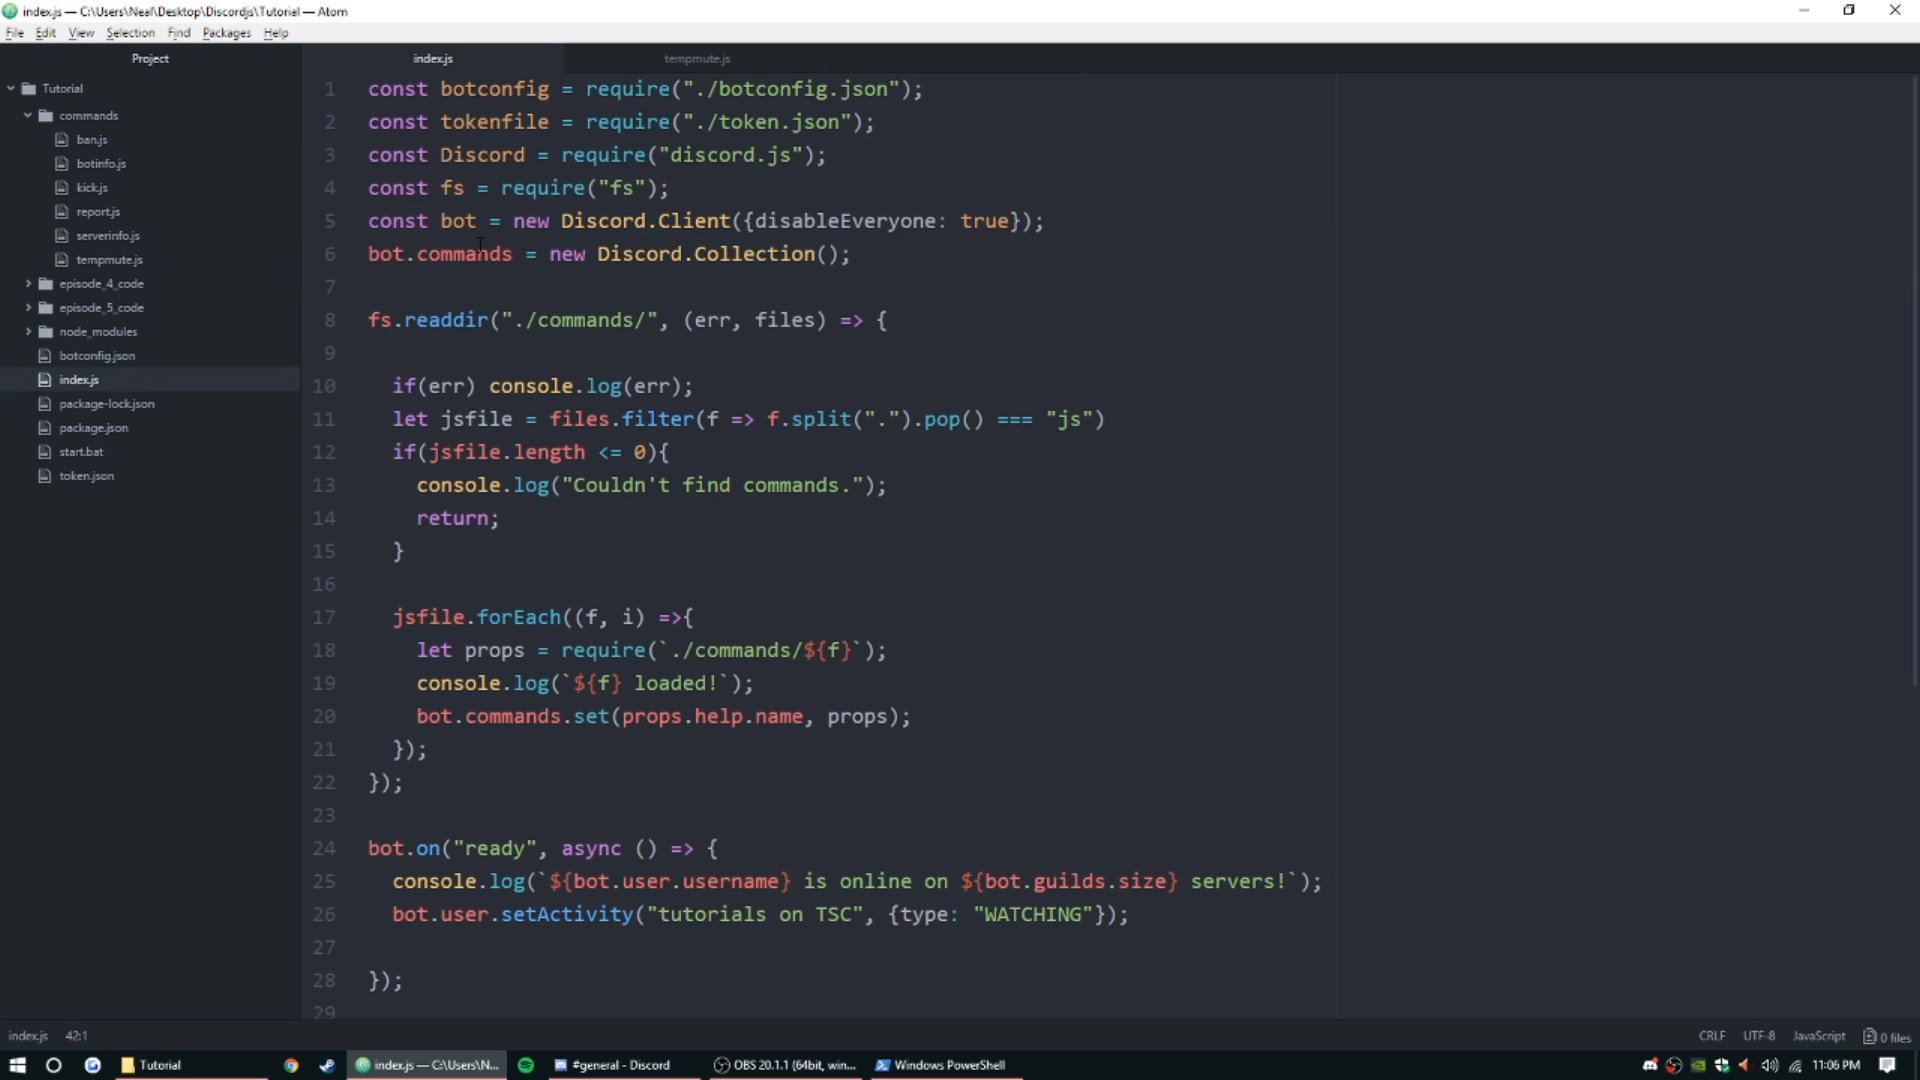 index.js — C:\Users\Neal\Desktop\Discordjs\Tutorial — Atom
File Edit View Selection Find Packages Help
Project
index.js
tempmute.js
Tutorial
commands
ban.js
botinfo.js
kick.js
report.js
serverinfo.js
tempmute.js
episode_4_code
episode_5_code
node_modules
botconfig.json
index.js
package-lock.json
package.json
start.bat
token.json
1 const botconfig = require("./botconfig.json");
2 const tokenfile = require("./token.json");
3 const Discord = require("discord.js");
4 const fs = require("fs");
5 const bot = new Discord.Client({disableEveryone: true});
6 bot.commands = new Discord.Collection();
7
8 fs.readdir("./commands/", (err, files) => {
9
10 if(err) console.log(err);
11 let jsfile = files.filter(f => f.split(".").pop() === "js")
12 if(jsfile.length <= 0){
13 console.log("Couldn't find commands.");
14 return;
15 }
16
17 jsfile.forEach((f, i) =>{
18 let props = require(`./commands/${f}`);
19 console.log(`${f} loaded!`);
20 bot.commands.set(props.help.name, props);
21 });
22 });
23
24 bot.on("ready", async () => {
25 console.log(`${bot.user.username} is online on ${bot.guilds.size} servers!`);
26 bot.user.setActivity("tutorials on TSC", {type: "WATCHING"});
27
28 });
29
index.js 42:1
CRLF UTF-8 JavaScript 0 files
Tutorial
index.js — C:\Users\N...
#general - Discord
OBS 20.1.1 (64bit, win...
Windows PowerShell
11:06 PM